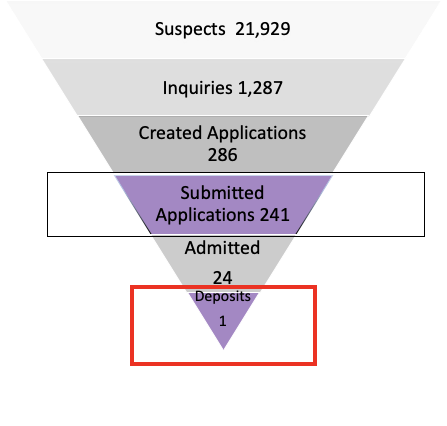 Suspects  21,929
Inquiries 1,287
Created Applications
286
Submitted
Applications 241
Admitted
24
Deposits
1